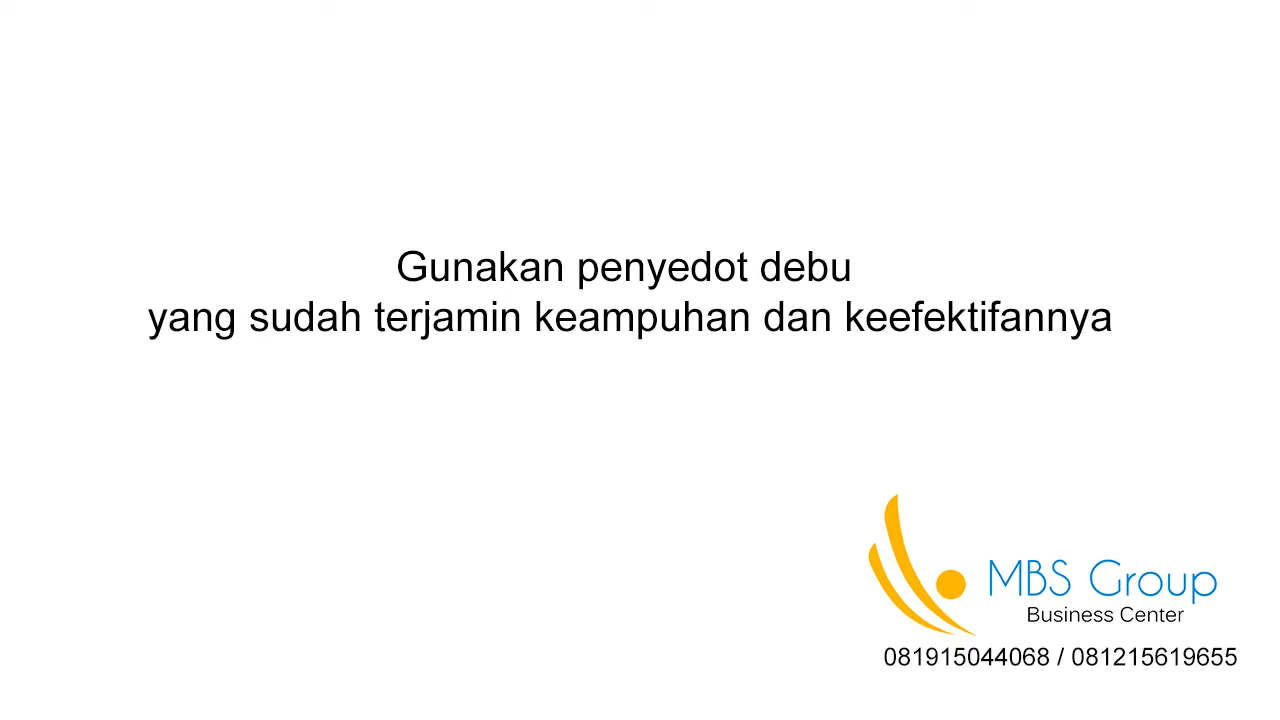 Gunakan penyedot debu
yang sudah terjamin keampuhan dan keefektifannya
MBS Group
Business Center
081915044068 / 081215619655